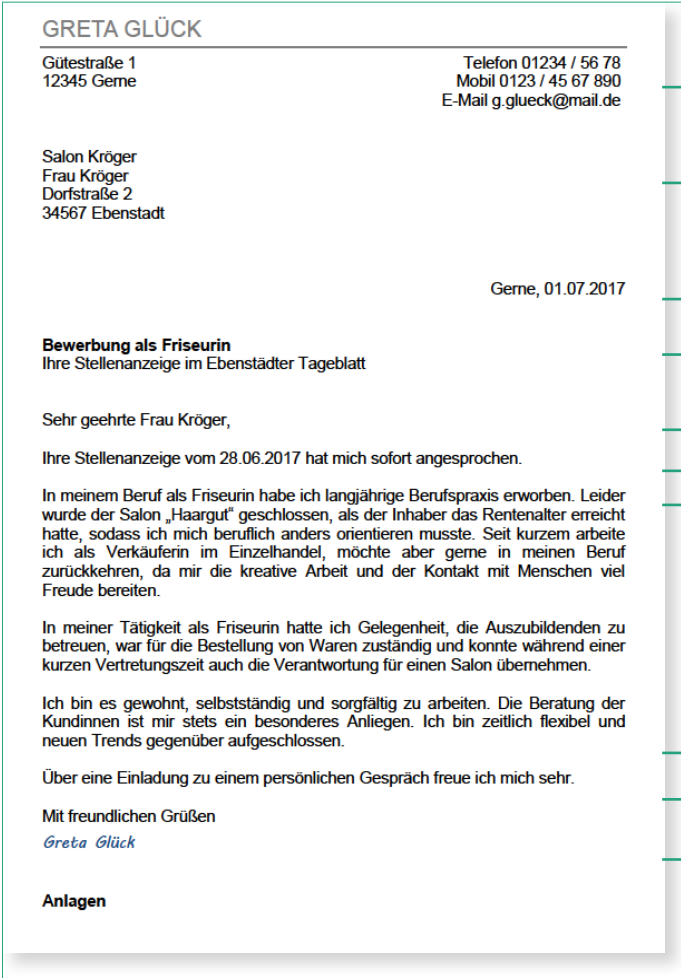 GRETA GLÜCK
Gütestraße 1
12345 Gerne
Telefon 01234 / 56 78
Mobil 0123 / 45 67 890
E-Mail g.glueck@mail.de
Salon Kröger
Frau Kröger
Dorfstraße 2
34567 Ebenstadt
Gerne, 01.07.2017
Bewerbung als Friseurin
Ihre Stellenanzeige im Ebenstädter Tageblatt
Sehr geehrte Frau Kröger,
Ihre Stellenanzeige vom 28.06.2017 hat mich sofort angesprochen.
In meinem Beruf als Friseurin habe ich langjährige Berufspraxis erworben. Leider
wurde der Salon „Haargut“ geschlossen, als der Inhaber das Rentenalter erreicht
hatte, sodass ich mich beruflich anders orientieren musste. Seit kurzem arbeite
ich als Verkäuferin im Einzelhandel, möchte aber gerne in meinen Beruf
zurückkehren, da mir die kreative Arbeit und der Kontakt mit Menschen viel
Freude bereiten.
In meiner Tätigkeit als Friseurin hatte ich Gelegenheit, die Auszubildenden zu
betreuen, war für die Bestellung von Waren zuständig und konnte während einer
kurzen Vertretungszeit auch die Verantwortung für einen Salon übernehmen.
Ich bin es gewohnt, selbstständig und sorgfältig zu arbeiten. Die Beratung der
Kundinnen ist mir stets ein besonderes Anliegen. Ich bin zeitlich flexibel und
neuen Trends gegenüber aufgeschlossen.
Über eine Einladung zu einem persönlichen Gespräch freue ich mich sehr.
Mit freundlichen Grüßen
Greta Glück
Anlagen